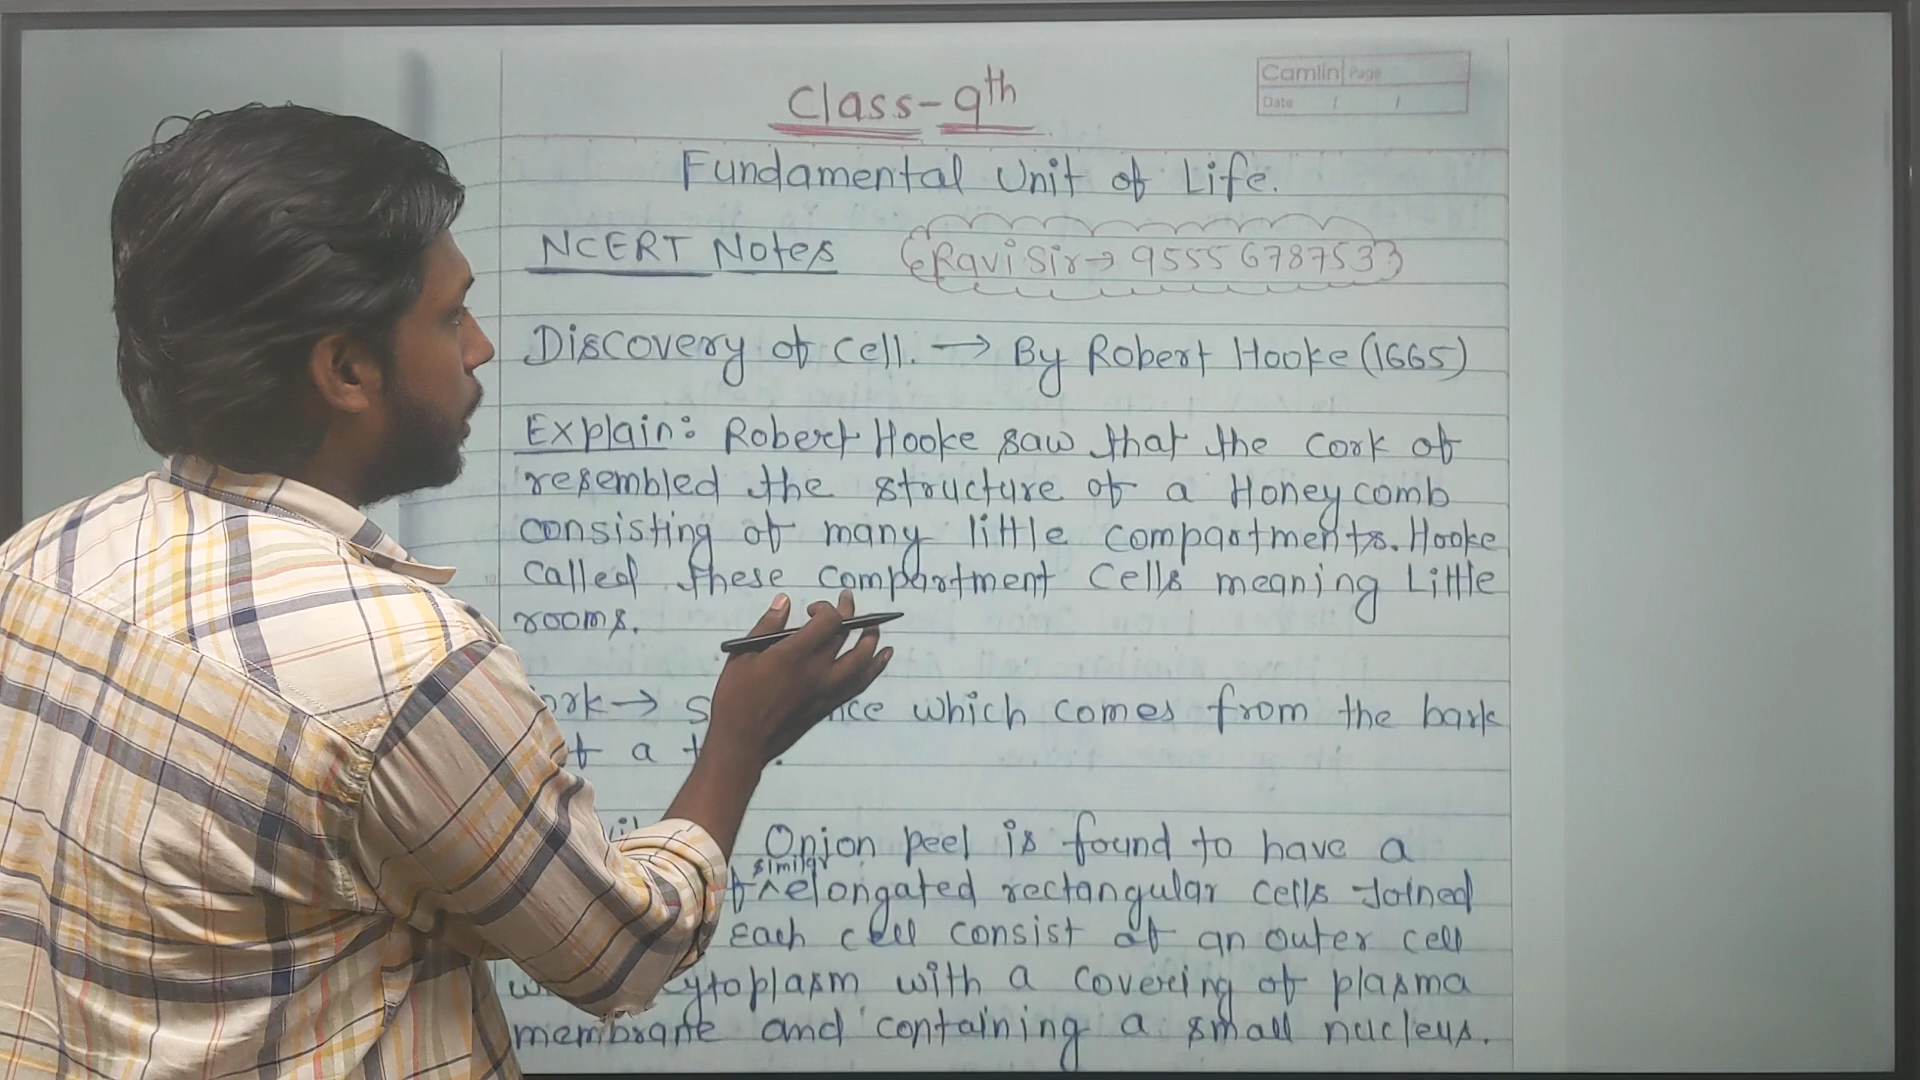 Class-9th
Camlin Page
Date / /
Fundamental Unit of Life.
NCERT Notes
Ravi Sir→ 95556787533
Discovery of cell. → By Robert Hooke (1665)
Explain: Robert Hooke saw that the cork of
resembled the structure of a Honey comb
consisting of many little compartments. Hooke
called these compartment cells meaning Little
rooms.
→ which comes from the bark
a
Onion peel is found to have a
similar
elongated rectangular cells Joined
Each cell consist of an outer cell
cytoplasm with a covering of plasma
membrane and containing a small nucleus.